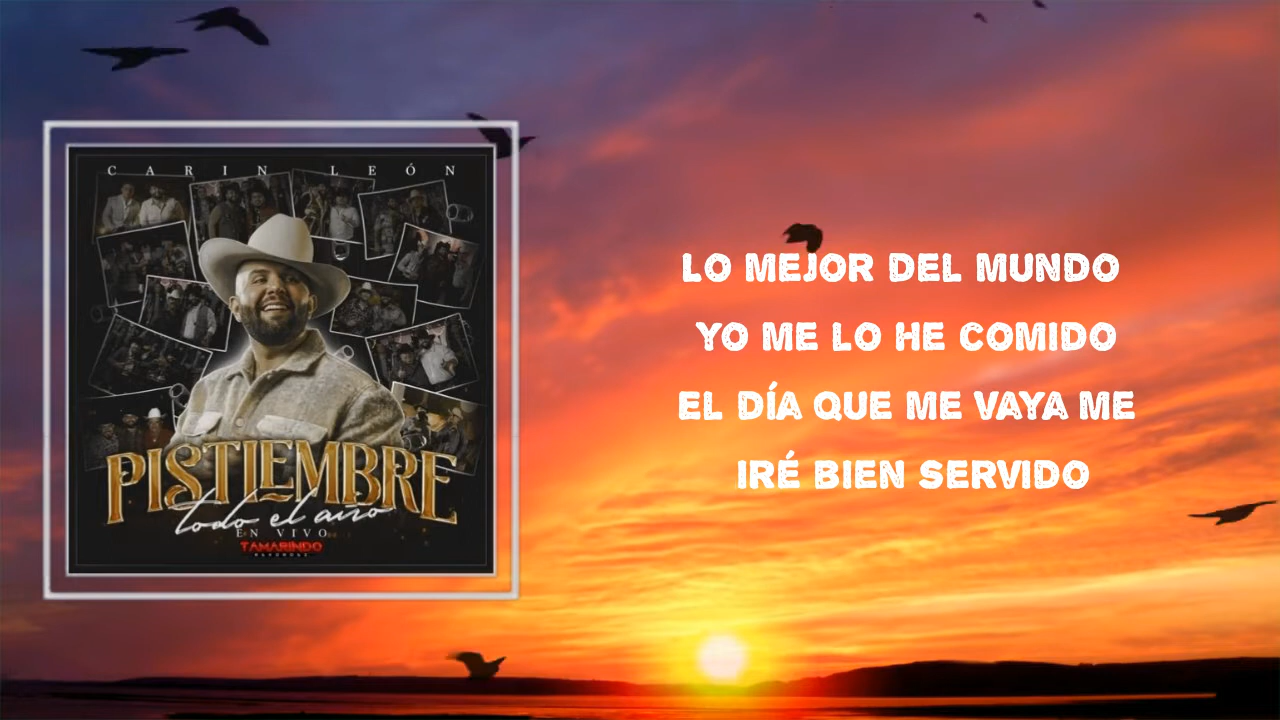 CARIN LEÓN
PISTIEMBRE
todo el año
EN VIVO
TAMARINDO
LO MEJOR DEL MUNDO
YO ME LO HE COMIDO
EL DÍA QUE ME VAYA ME
IRÉ BIEN SERVIDO